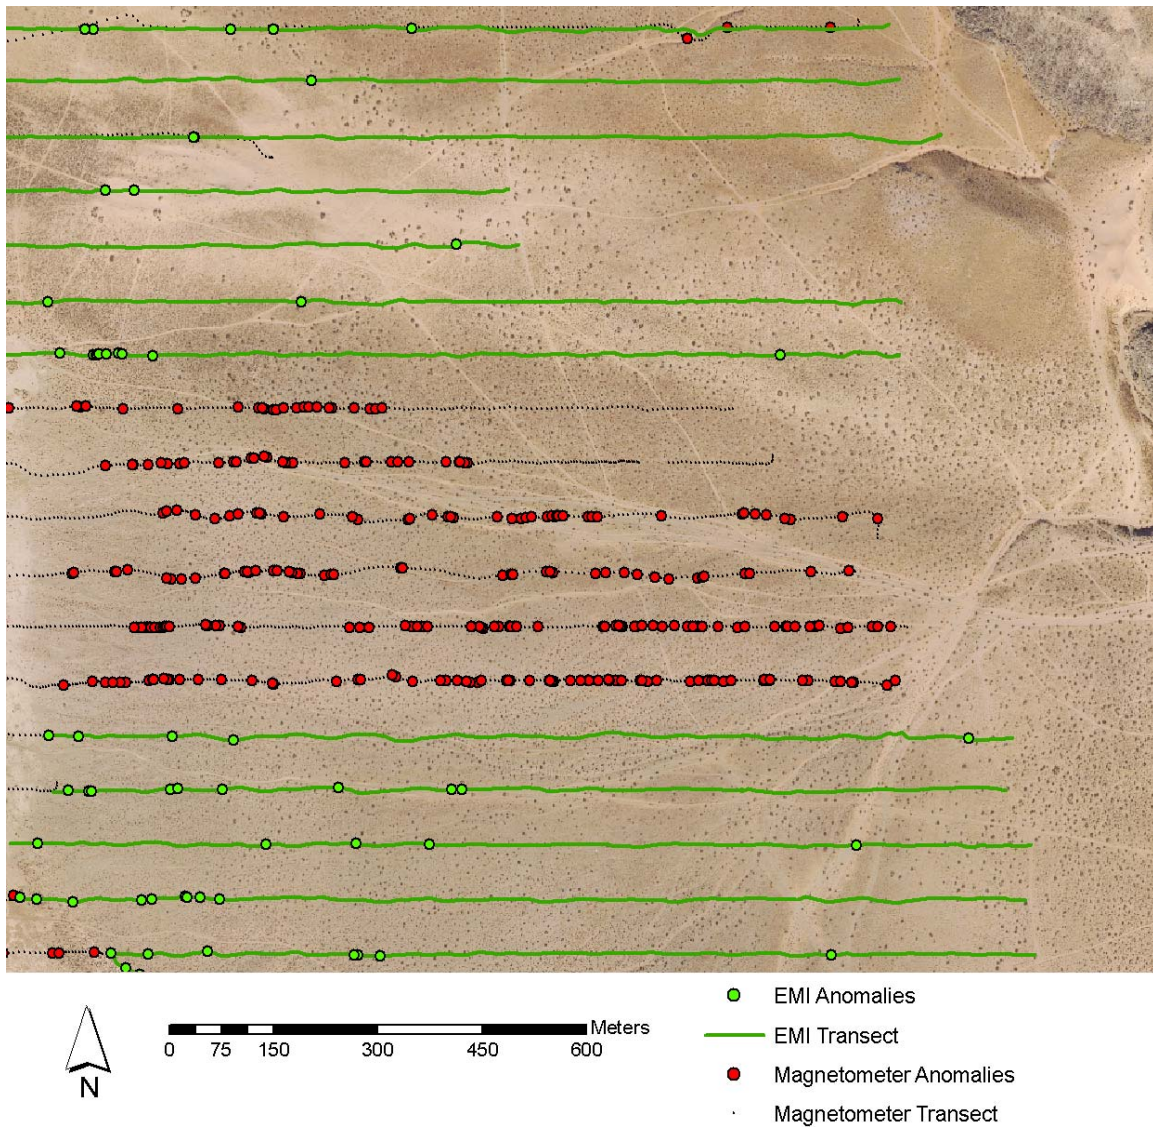 EMI Anomalies
EMI Transect
Magnetometer Anomalies
Magnetometer Transect
N
Meters
0 75 150 300 450 600